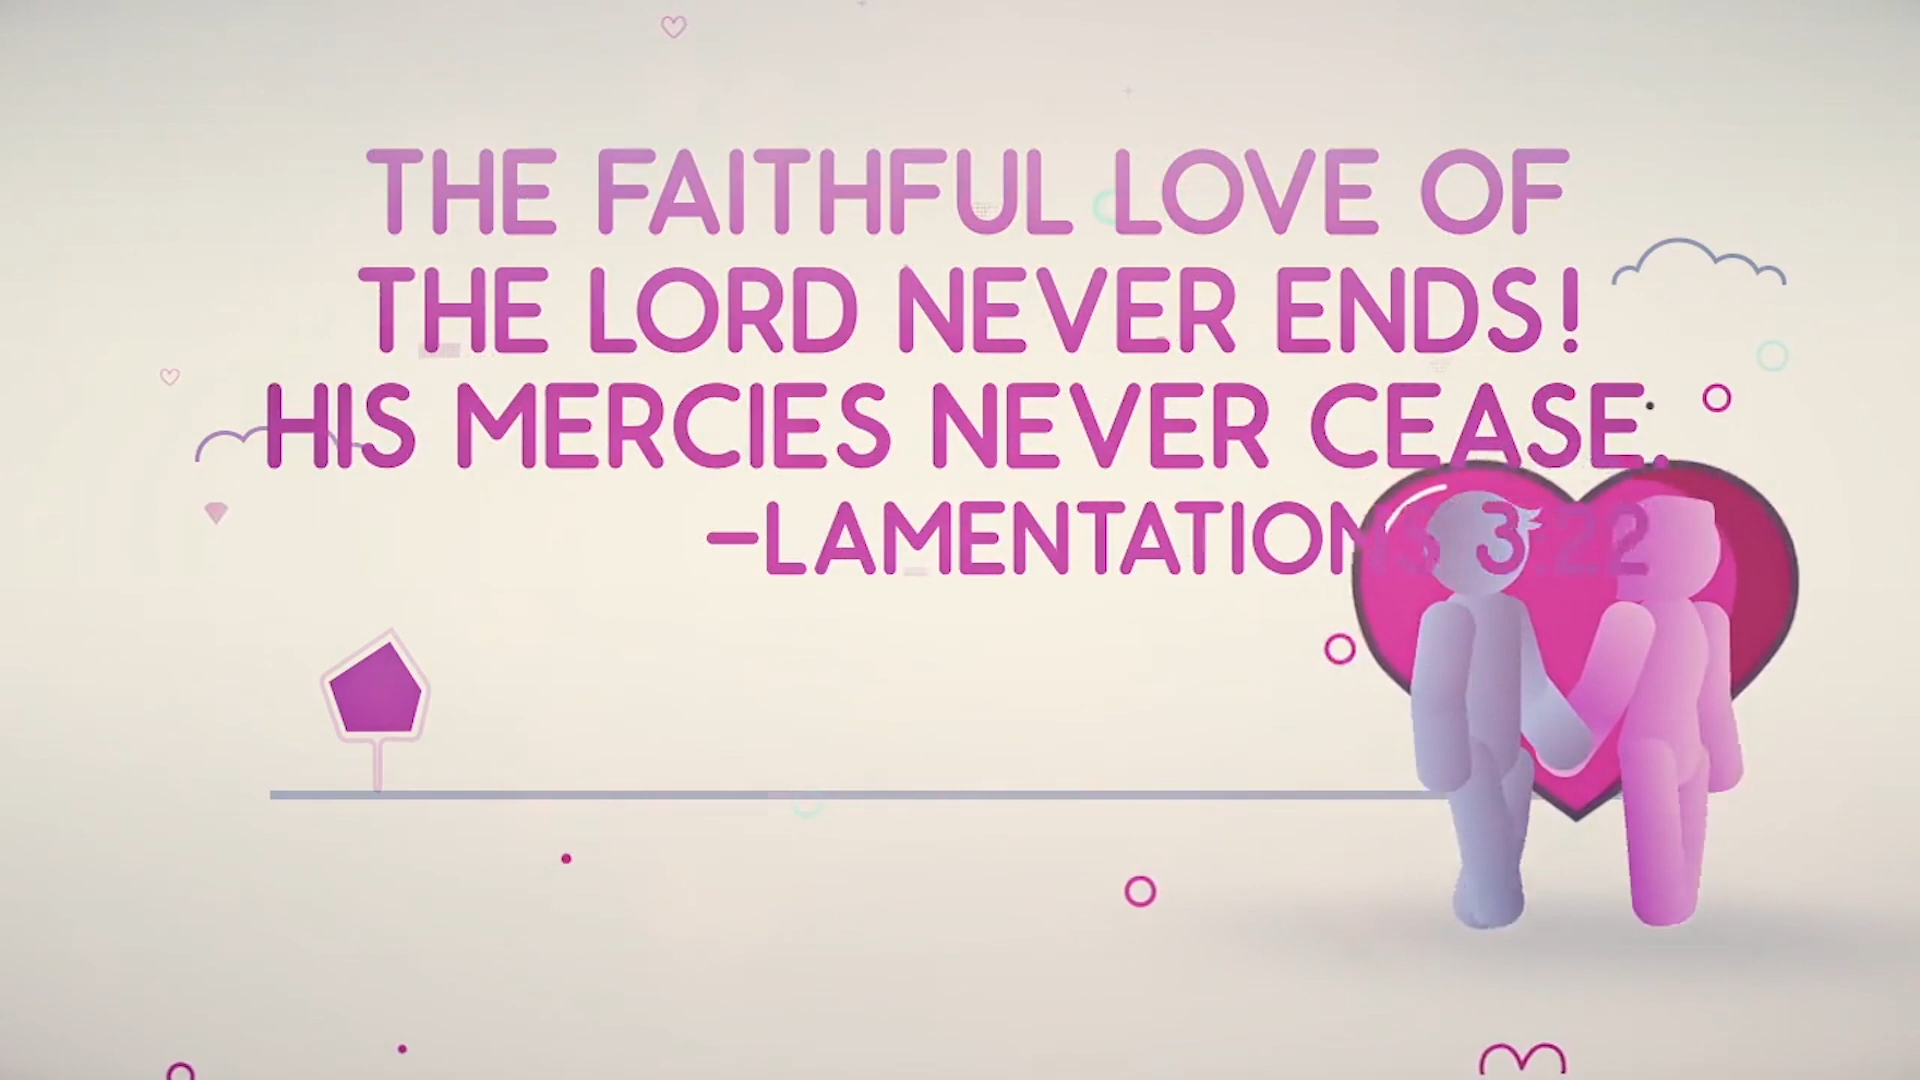 THE FAITHFUL LOVE OF
THE LORD NEVER ENDS!
HIS MERCIES NEVER CEASE.
–LAMENTATIONS 3:22